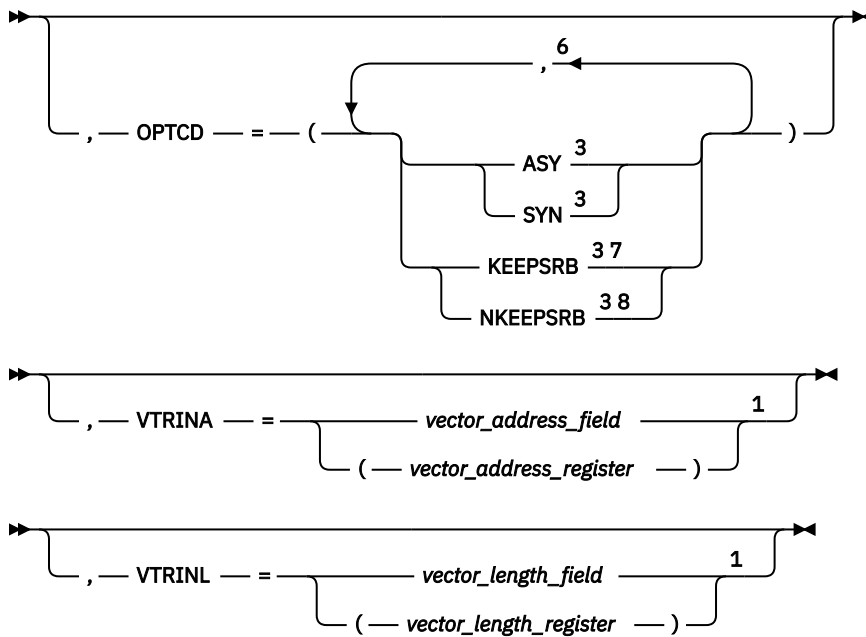 , 6
, OPTCD = ( ASY 3 )
SYN 3
KEEPSRB 3 7
NKEEPSRB 3 8
, VTRINA = vector_address_field 1
( vector_address_register )
, VTRINL = vector_length_field 1
( vector_length_register )